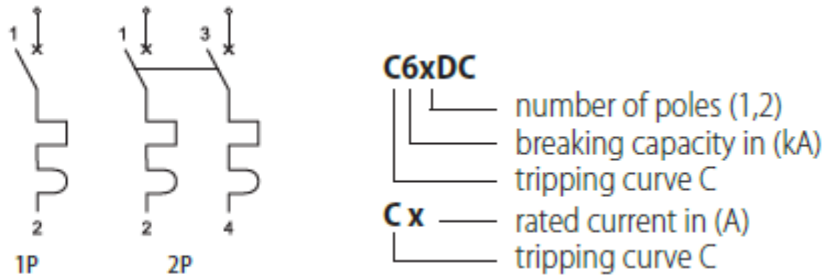 1 1 3
2 2 4
1P 2P
C6xDC
number of poles (1,2)
breaking capacity in (kA)
tripping curve C
C x
rated current in (A)
tripping curve C